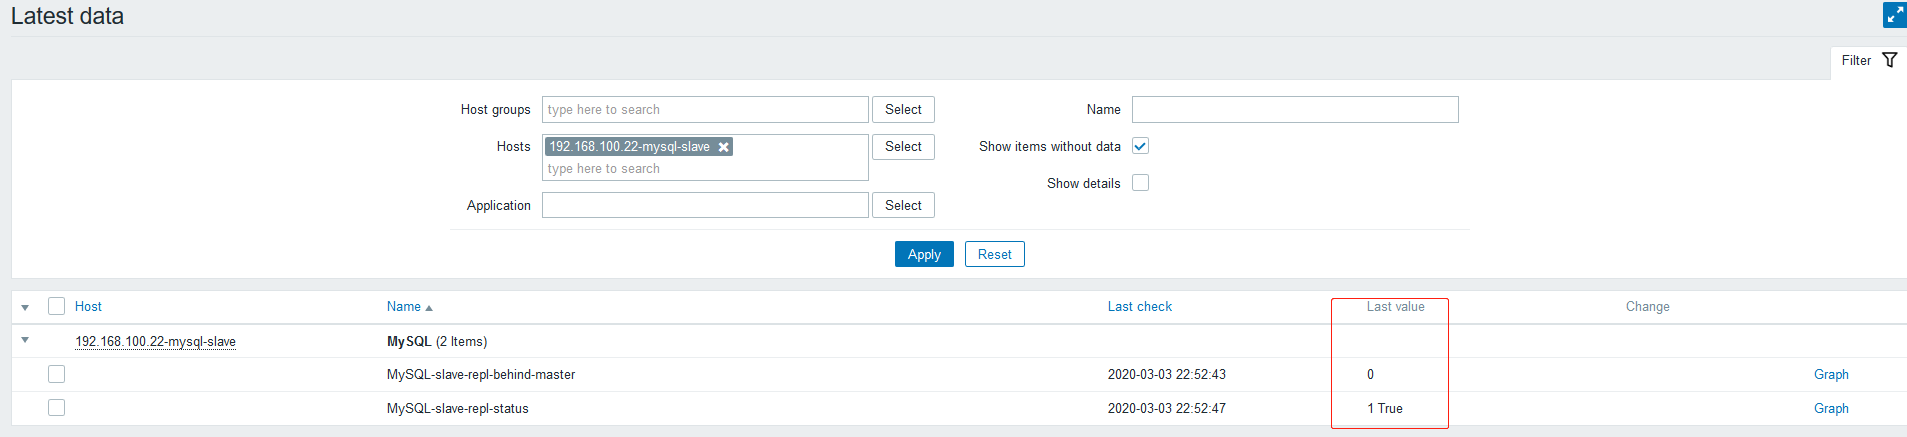 Latest data
Filter
Host groups type here to search Select Name
Hosts 192.168.100.22-mysql-slave Select Show items without data
type here to search
Show details
Application Select
Apply Reset
Host Name Last check Last value Change
192.168.100.22-mysql-slave MySQL (2 Items)
MySQL-slave-repl-behind-master 2020-03-03 22:52:43 0 Graph
MySQL-slave-repl-status 2020-03-03 22:52:47 1 True Graph